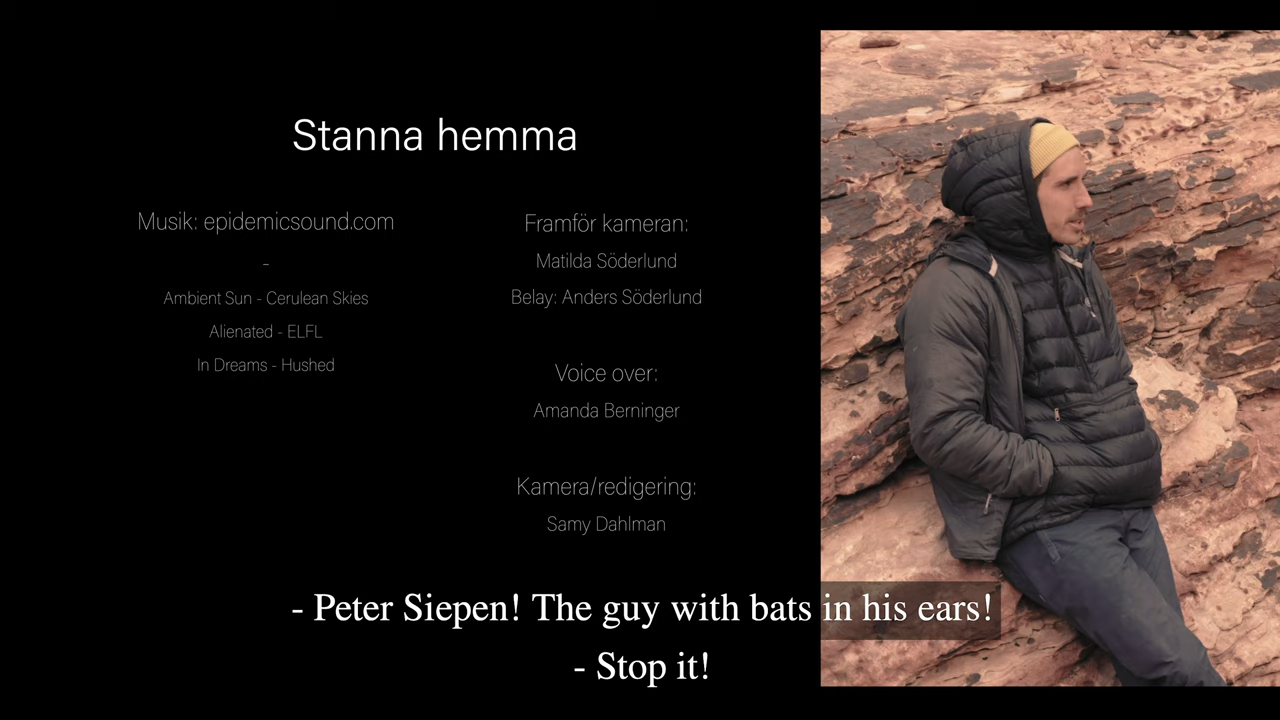 Stanna hemma
Musik: epidemicsound.com
-
Ambient Sun - Cerulean Skies
Alienated - ELFL
In Dreams - Hushed
Framför kameran:
Matilda Söderlund
Belay: Anders Söderlund
Voice over:
Amanda Berninger
Kamera/redigering:
Samy Dahlman
- Peter Siepen! The guy with bats in his ears!
- Stop it!